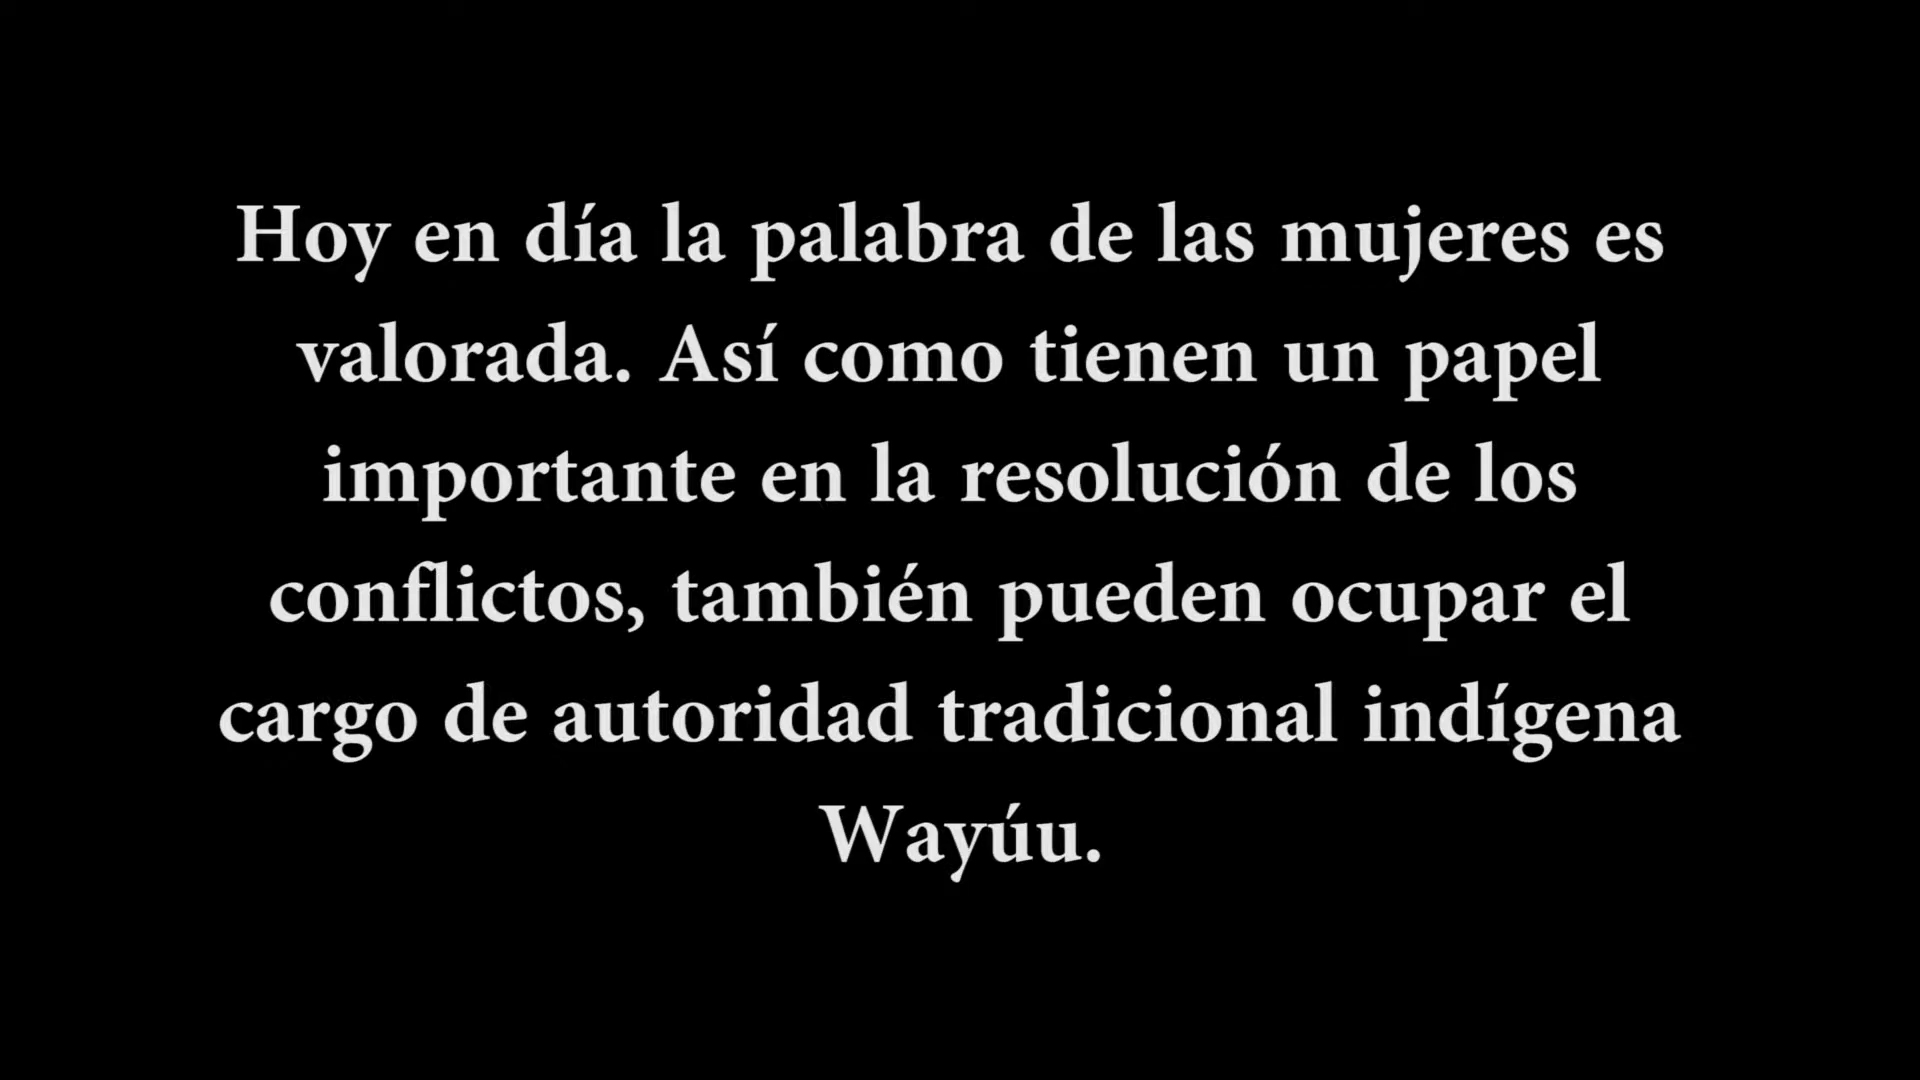 Hoy en día la palabra de las mujeres es
valorada. Así como tienen un papel
importante en la resolución de los
conflictos, también pueden ocupar el
cargo de autoridad tradicional indígena
Wayúu.